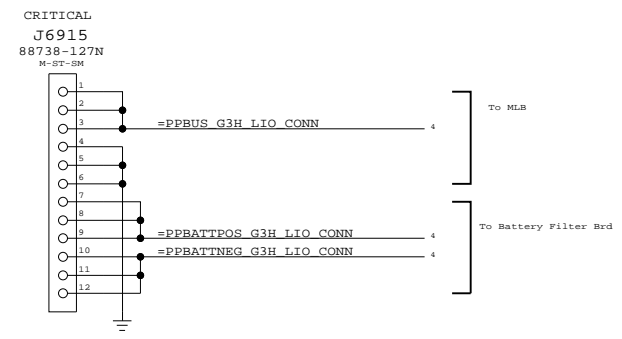 CRITICAL
J6915
88738-127N
M-ST-SM
1
2
3 =PPBUS_G3H_LIO_CONN 4 To MLB
4
5
6
7
8
9 =PPBATTPOS_G3H_LIO_CONN 4 To Battery Filter Brd
10 =PPBATTNEG_G3H_LIO_CONN 4
11
12